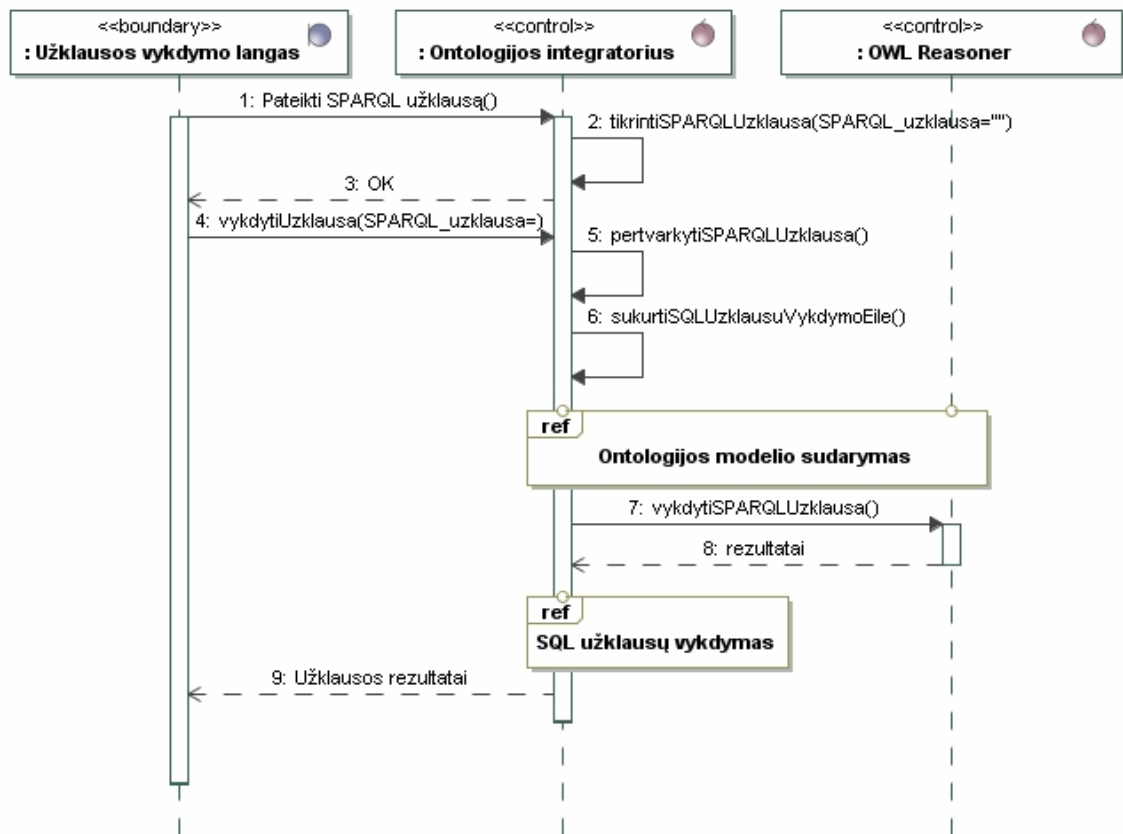 <<boundary>>
: Užklausos vykdymo langas
<<control>>
: Ontologijos integratorius
<<control>>
: OWL Reasoner
1: Pateikti SPARQL užklausą()
2: tikrintiSPARQLUzklausa(SPARQL_uzklausa="")
3: OK
4: vykdytiUzklausa(SPARQL_uzklausa=)
5: pertvarkytiSPARQLUzklausa()
6: sukurtiSQLUzklausuVykdymoEile()
ref
Ontologijos modelio sudarymas
7: vykdytiSPARQLUzklausa()
8: rezultatai
ref
SQL užklausų vykdymas
9: Užklausos rezultatai